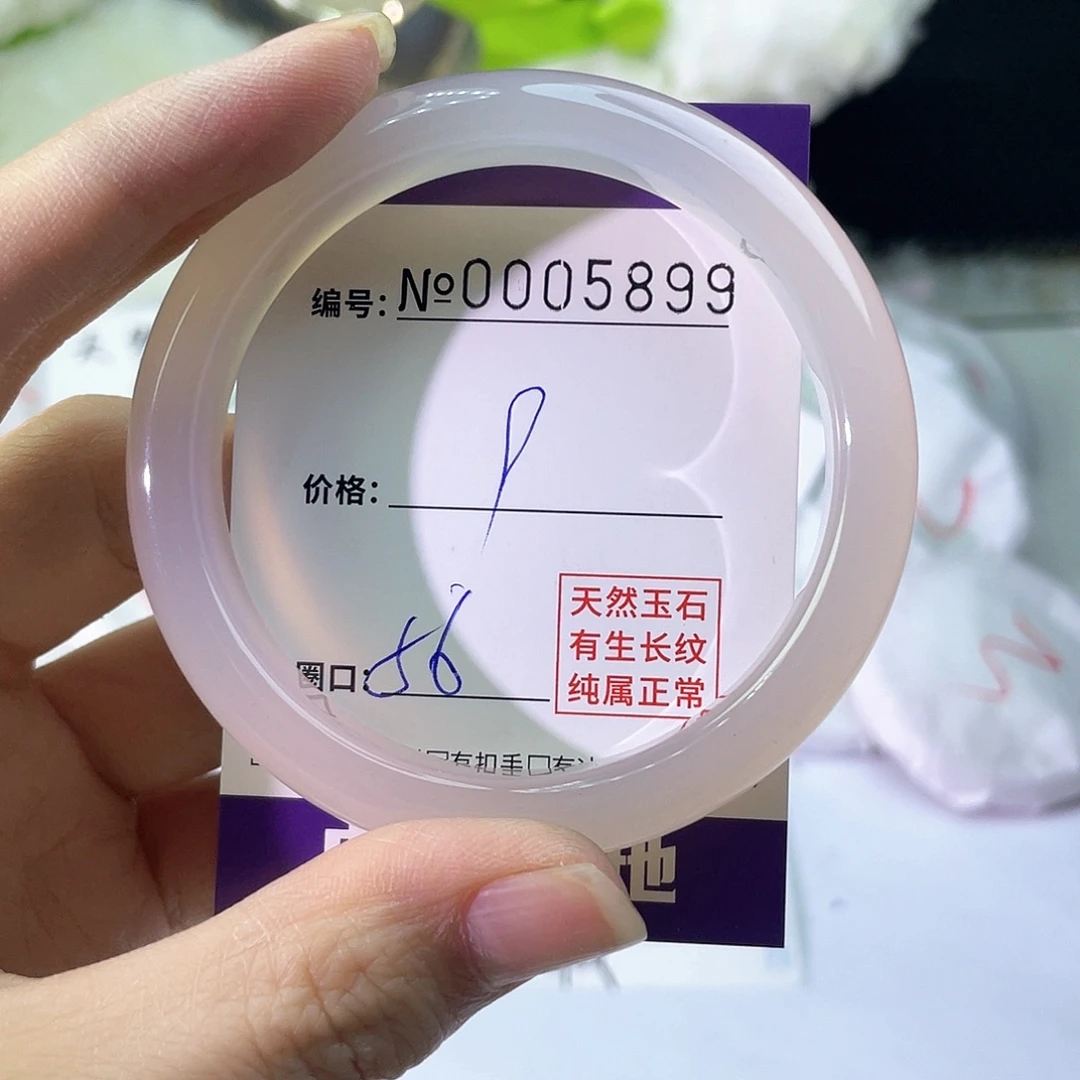 编号: №0005899
价格: P
圈口: 56
天然玉石
有生长纹
纯属正常
地